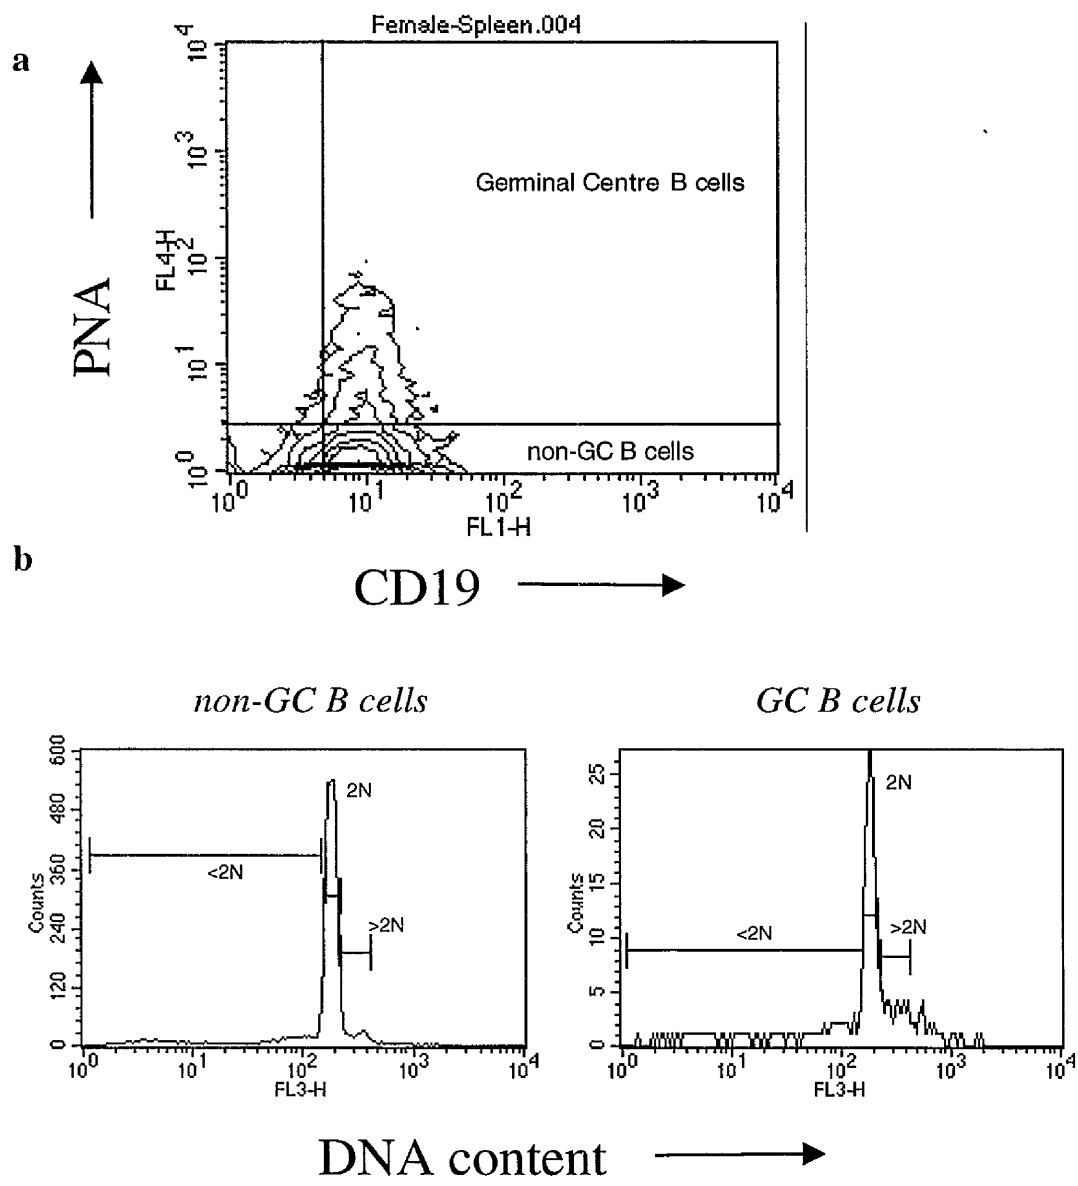 Female-Spleen.004
a
PNA
FL4-H
10^4
10^3
10^2
10^1
10^0
Germinal Centre B cells
non-GC B cells
10^0 10^1 10^2 10^3 10^4
FL1-H
b
CD19
non-GC B cells
GC B cells
Counts
600
480
360
240
120
0
2N
<2N
>2N
10^0 10^1 10^2 10^3 10^4
FL3-H
Counts
25
20
15
10
5
0
2N
<2N
>2N
10^0 10^1 10^2 10^3 10^4
FL3-H
DNA content